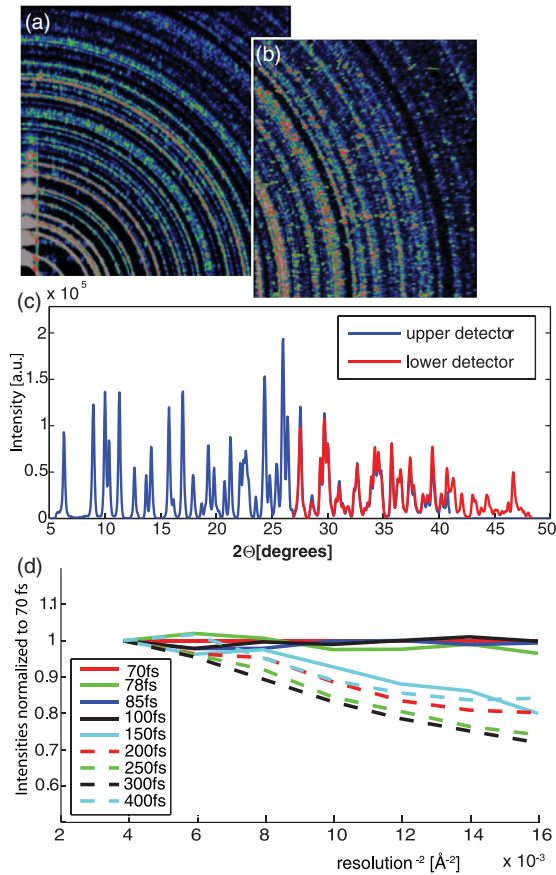 (a)
(b)
(c)
× 10⁵
Intensity [a.u.]
2
1.5
1
0.5
0
5 10 15 20 25 30 35 40 45 50
2Θ[degrees]
upper detector
lower detector
(d)
Intensities normalized to 70 fs
1.1
1
0.9
0.8
0.7
0.6
70fs
78fs
85fs
100fs
150fs
200fs
250fs
300fs
400fs
2 4 6 8 10 12 14 16
× 10⁻³
resolution⁻² [Å⁻²]